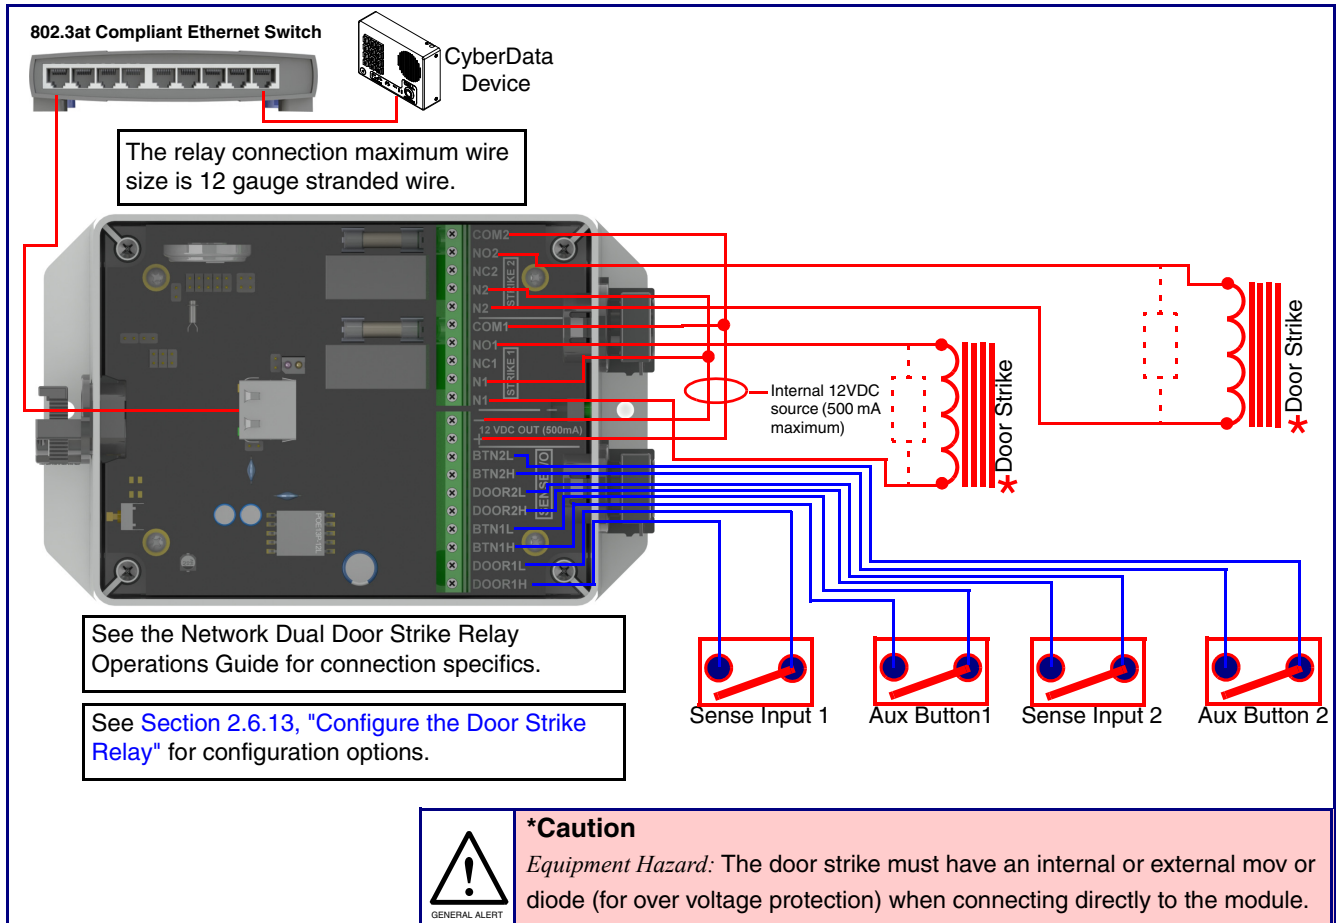 802.3at Compliant Ethernet Switch
CyberData
Device
The relay connection maximum wire
size is 12 gauge stranded wire.
COM2
NO2
NC2
N2
N2
STRIKE 2
COM1
NO1
NC1
N1
N1
STRIKE 1
-
12 VDC OUT (500mA)
+
BTN2L
BTN2H
DOOR2L
DOOR2H
BTN1L
BTN1H
DOOR1L
DOOR1H
Internal 12VDC
source (500 mA
maximum)
*Door Strike
*Door Strike
See the Network Dual Door Strike Relay
Operations Guide for connection specifics.
See Section 2.6.13, "Configure the Door Strike
Relay" for configuration options.
Sense Input 1
Aux Button1
Sense Input 2
Aux Button 2
GENERAL ALERT
*Caution
Equipment Hazard: The door strike must have an internal or external mov or
diode (for over voltage protection) when connecting directly to the module.